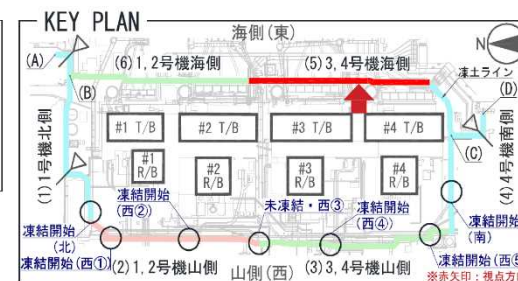 KEY PLAN
海側(東)
N
(A)
(6)1,2号機海側
(5)3,4号機海側
凍土ライン
(D)
(B)
(1)1号機北側
#1 T/B
#2 T/B
#3 T/B
#4 T/B
(C)
(4)4号機南側
#1
R/B
#2
R/B
#3
R/B
#4
R/B
凍結開始
(西②)
未凍結・西③
凍結開始
(西④)
凍結開始
(北)
凍結開始
(南)
凍結開始(西①)
(2)1,2号機山側
山側(西)
(3)3,4号機山側
凍結開始(西⑤)
※赤矢印：視点方向